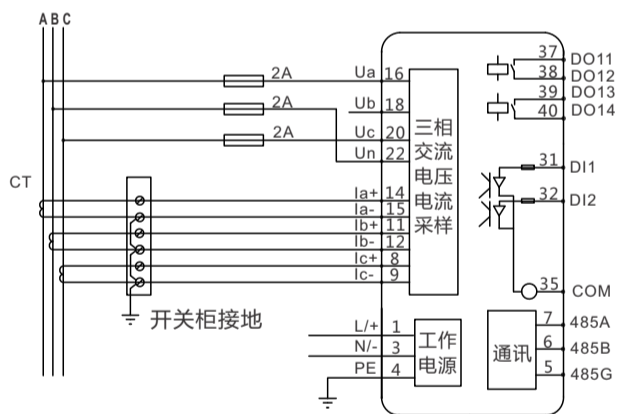 A B C
2A
Ua
16
2A
Ub
18
2A
Uc
20
Un
22
三相
交流
电压
电流
采样
CT
Ia+
14
Ia-
15
Ib+
11
Ib-
12
Ic+
8
Ic-
9
开关柜接地
L/+
1
N/-
3
PE
4
工作
电源
37
DO11
38
DO12
39
DO13
40
DO14
31
DI1
32
DI2
35
COM
通讯
7
485A
6
485B
5
485G